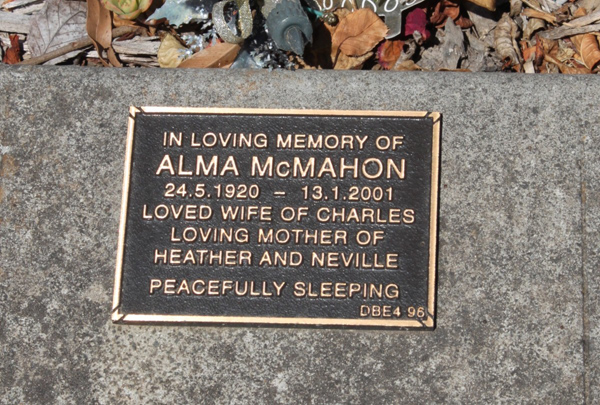 IN LOVING MEMORY OF
ALMA McMAHON
24.5.1920 – 13.1.2001
LOVED WIFE OF CHARLES
LOVING MOTHER OF
HEATHER AND NEVILLE
PEACEFULLY SLEEPING
DBE4 96